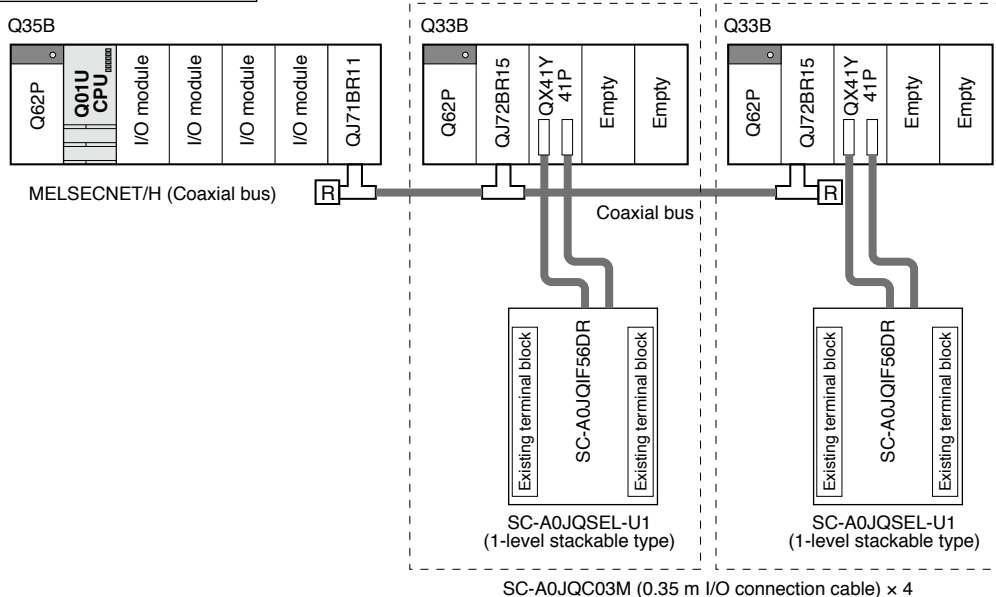 Q35B
Q62P
Q01U
CPU
I/O module
I/O module
I/O module
I/O module
QJ71BR11
MELSECNET/H (Coaxial bus)
R
Q33B
Q62P
QJ72BR15
QX41Y
41P
Empty
Empty
Coaxial bus
Existing terminal block
SC-A0JQIF56DR
Existing terminal block
SC-A0JQSEL-U1
(1-level stackable type)
Q33B
Q62P
QJ72BR15
QX41Y
41P
Empty
Empty
R
Existing terminal block
SC-A0JQIF56DR
Existing terminal block
SC-A0JQSEL-U1
(1-level stackable type)
SC-A0JQC03M (0.35 m I/O connection cable) × 4